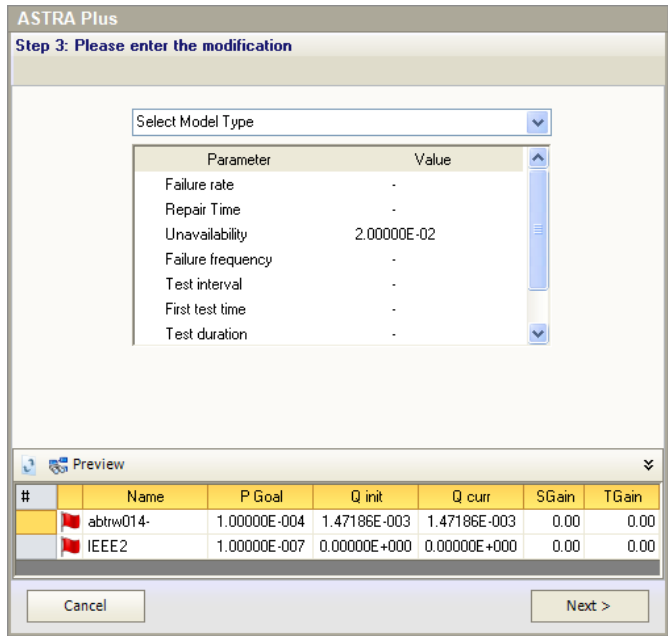 ASTRA Plus
Step 3: Please enter the modification
Select Model Type
Parameter Value
Failure rate -
Repair Time -
Unavailability 2.00000E-02
Failure frequency -
Test interval -
First test time -
Test duration -
Preview
# Name P Goal Q init Q curr SGain TGain
abtrw014- 1.00000E-004 1.47186E-003 1.47186E-003 0.00 0.00
IEEE2 1.00000E-007 0.00000E+000 0.00000E+000 0.00 0.00
Cancel Next >